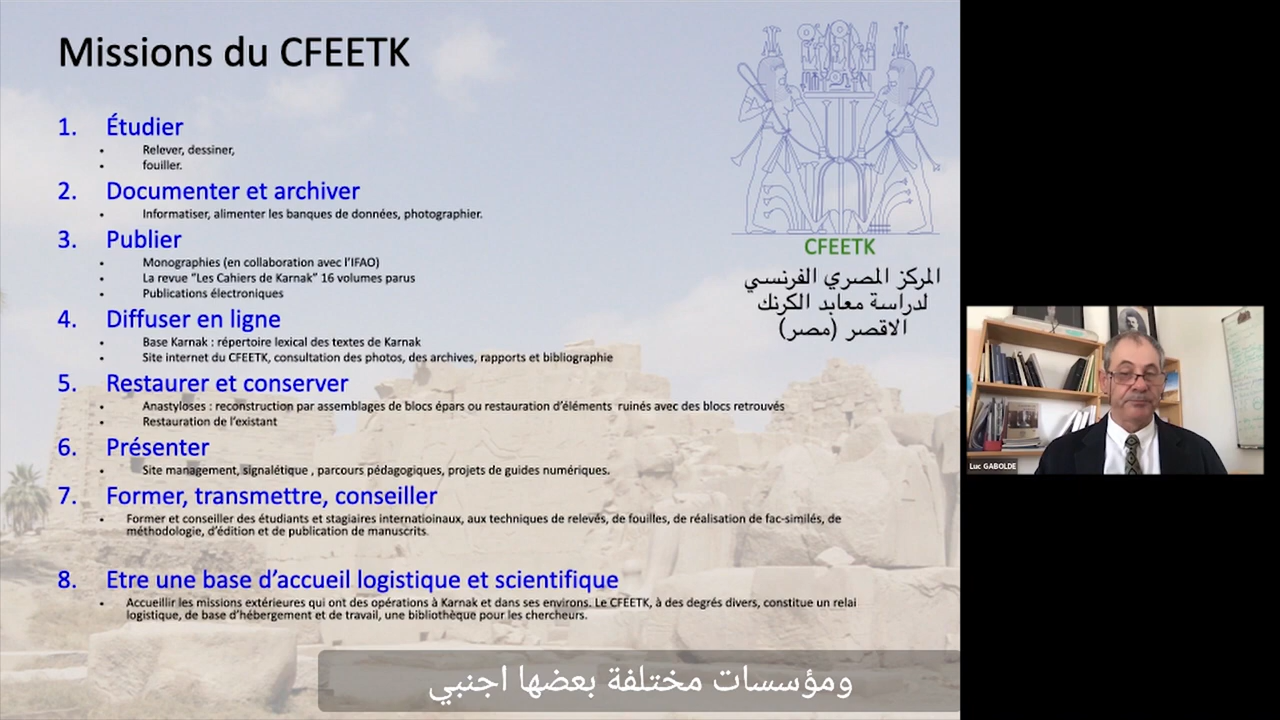 Missions du CFEETK
1. Étudier
• Relever, dessiner,
• fouiller.
2. Documenter et archiver
• Informatiser, alimenter les banques de données, photographier.
3. Publier
• Monographies (en collaboration avec l'IFAO)
• La revue "Les Cahiers de Karnak" 16 volumes parus
• Publications électroniques
4. Diffuser en ligne
• Base Karnak : répertoire lexical des textes de Karnak
• Site internet du CFEETK, consultation des photos, des archives, rapports et bibliographie
5. Restaurer et conserver
• Anastyloses : reconstruction par assemblages de blocs épars ou restauration d'éléments ruinés avec des blocs retrouvés
• Restauration de l'existant
6. Présenter
• Site management, signalétique , parcours pédagogiques, projets de guides numériques.
7. Former, transmettre, conseiller
• Former et conseiller des étudiants et stagiaires internatioinaux, aux techniques de relevés, de fouilles, de réalisation de fac-similés, de
méthodologie, d'édition et de publication de manuscrits.
8. Etre une base d'accueil logistique et scientifique
• Accueillir les missions extérieures qui ont des opérations à Karnak et dans ses environs. Le CFEETK, à des degrés divers, constitue un relai
logistique, de base d'hébergement et de travail, une bibliothèque pour les chercheurs.
CFEETK
المركز المصري الفرنسي
لدراسة معابد الكرنك
الاقصر (مصر)
Luc GABOLDE
ومؤسسات مختلفة بعضها اجنبي